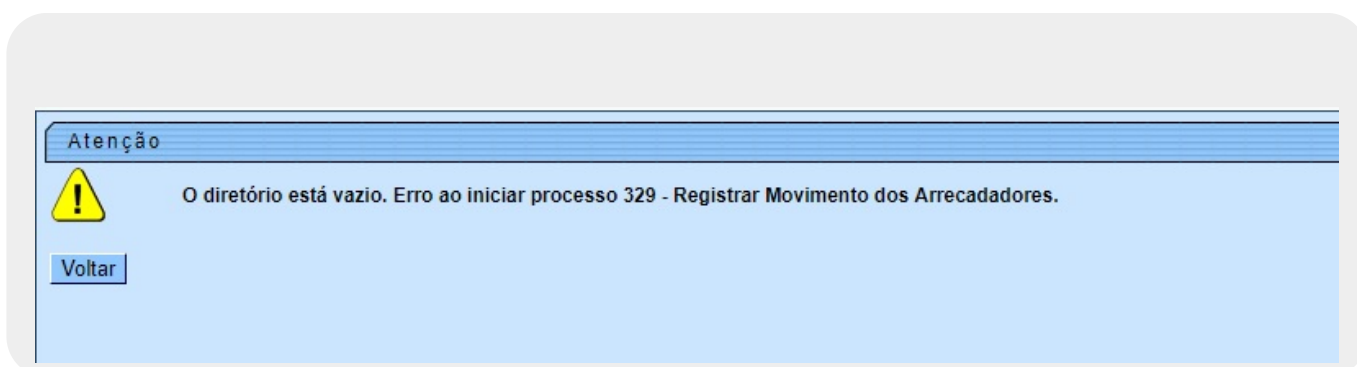 Atenção
O diretório está vazio. Erro ao iniciar processo 329 - Registrar Movimento dos Arrecadadores.
Voltar